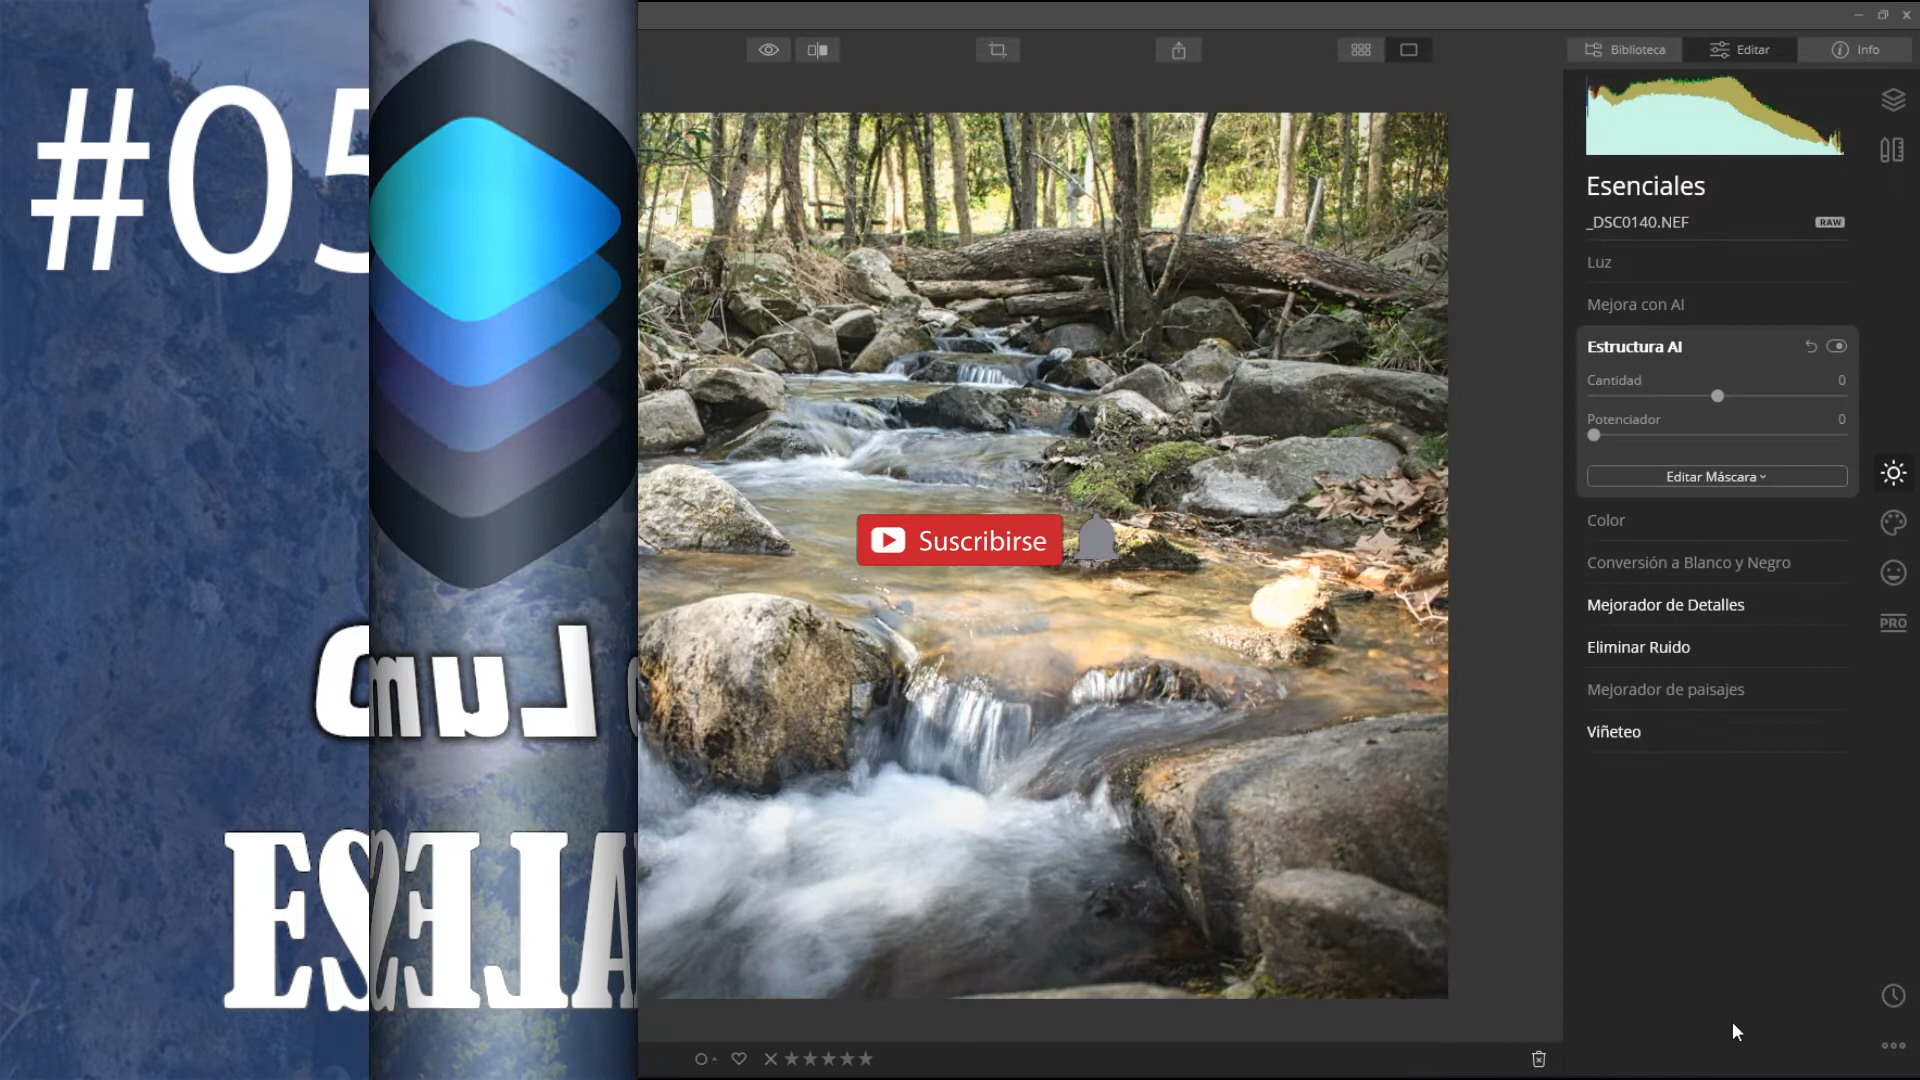 #05
Biblioteca
Editar
Info
Esenciales
_DSC0140.NEF
RAW
Luz
Mejora con AI
Estructura AI
Cantidad
0
Potenciador
0
Editar Máscara
Color
Conversión a Blanco y Negro
Mejorador de Detalles
Eliminar Ruido
Mejorador de paisajes
Viñeteo
PRO
Suscribirse